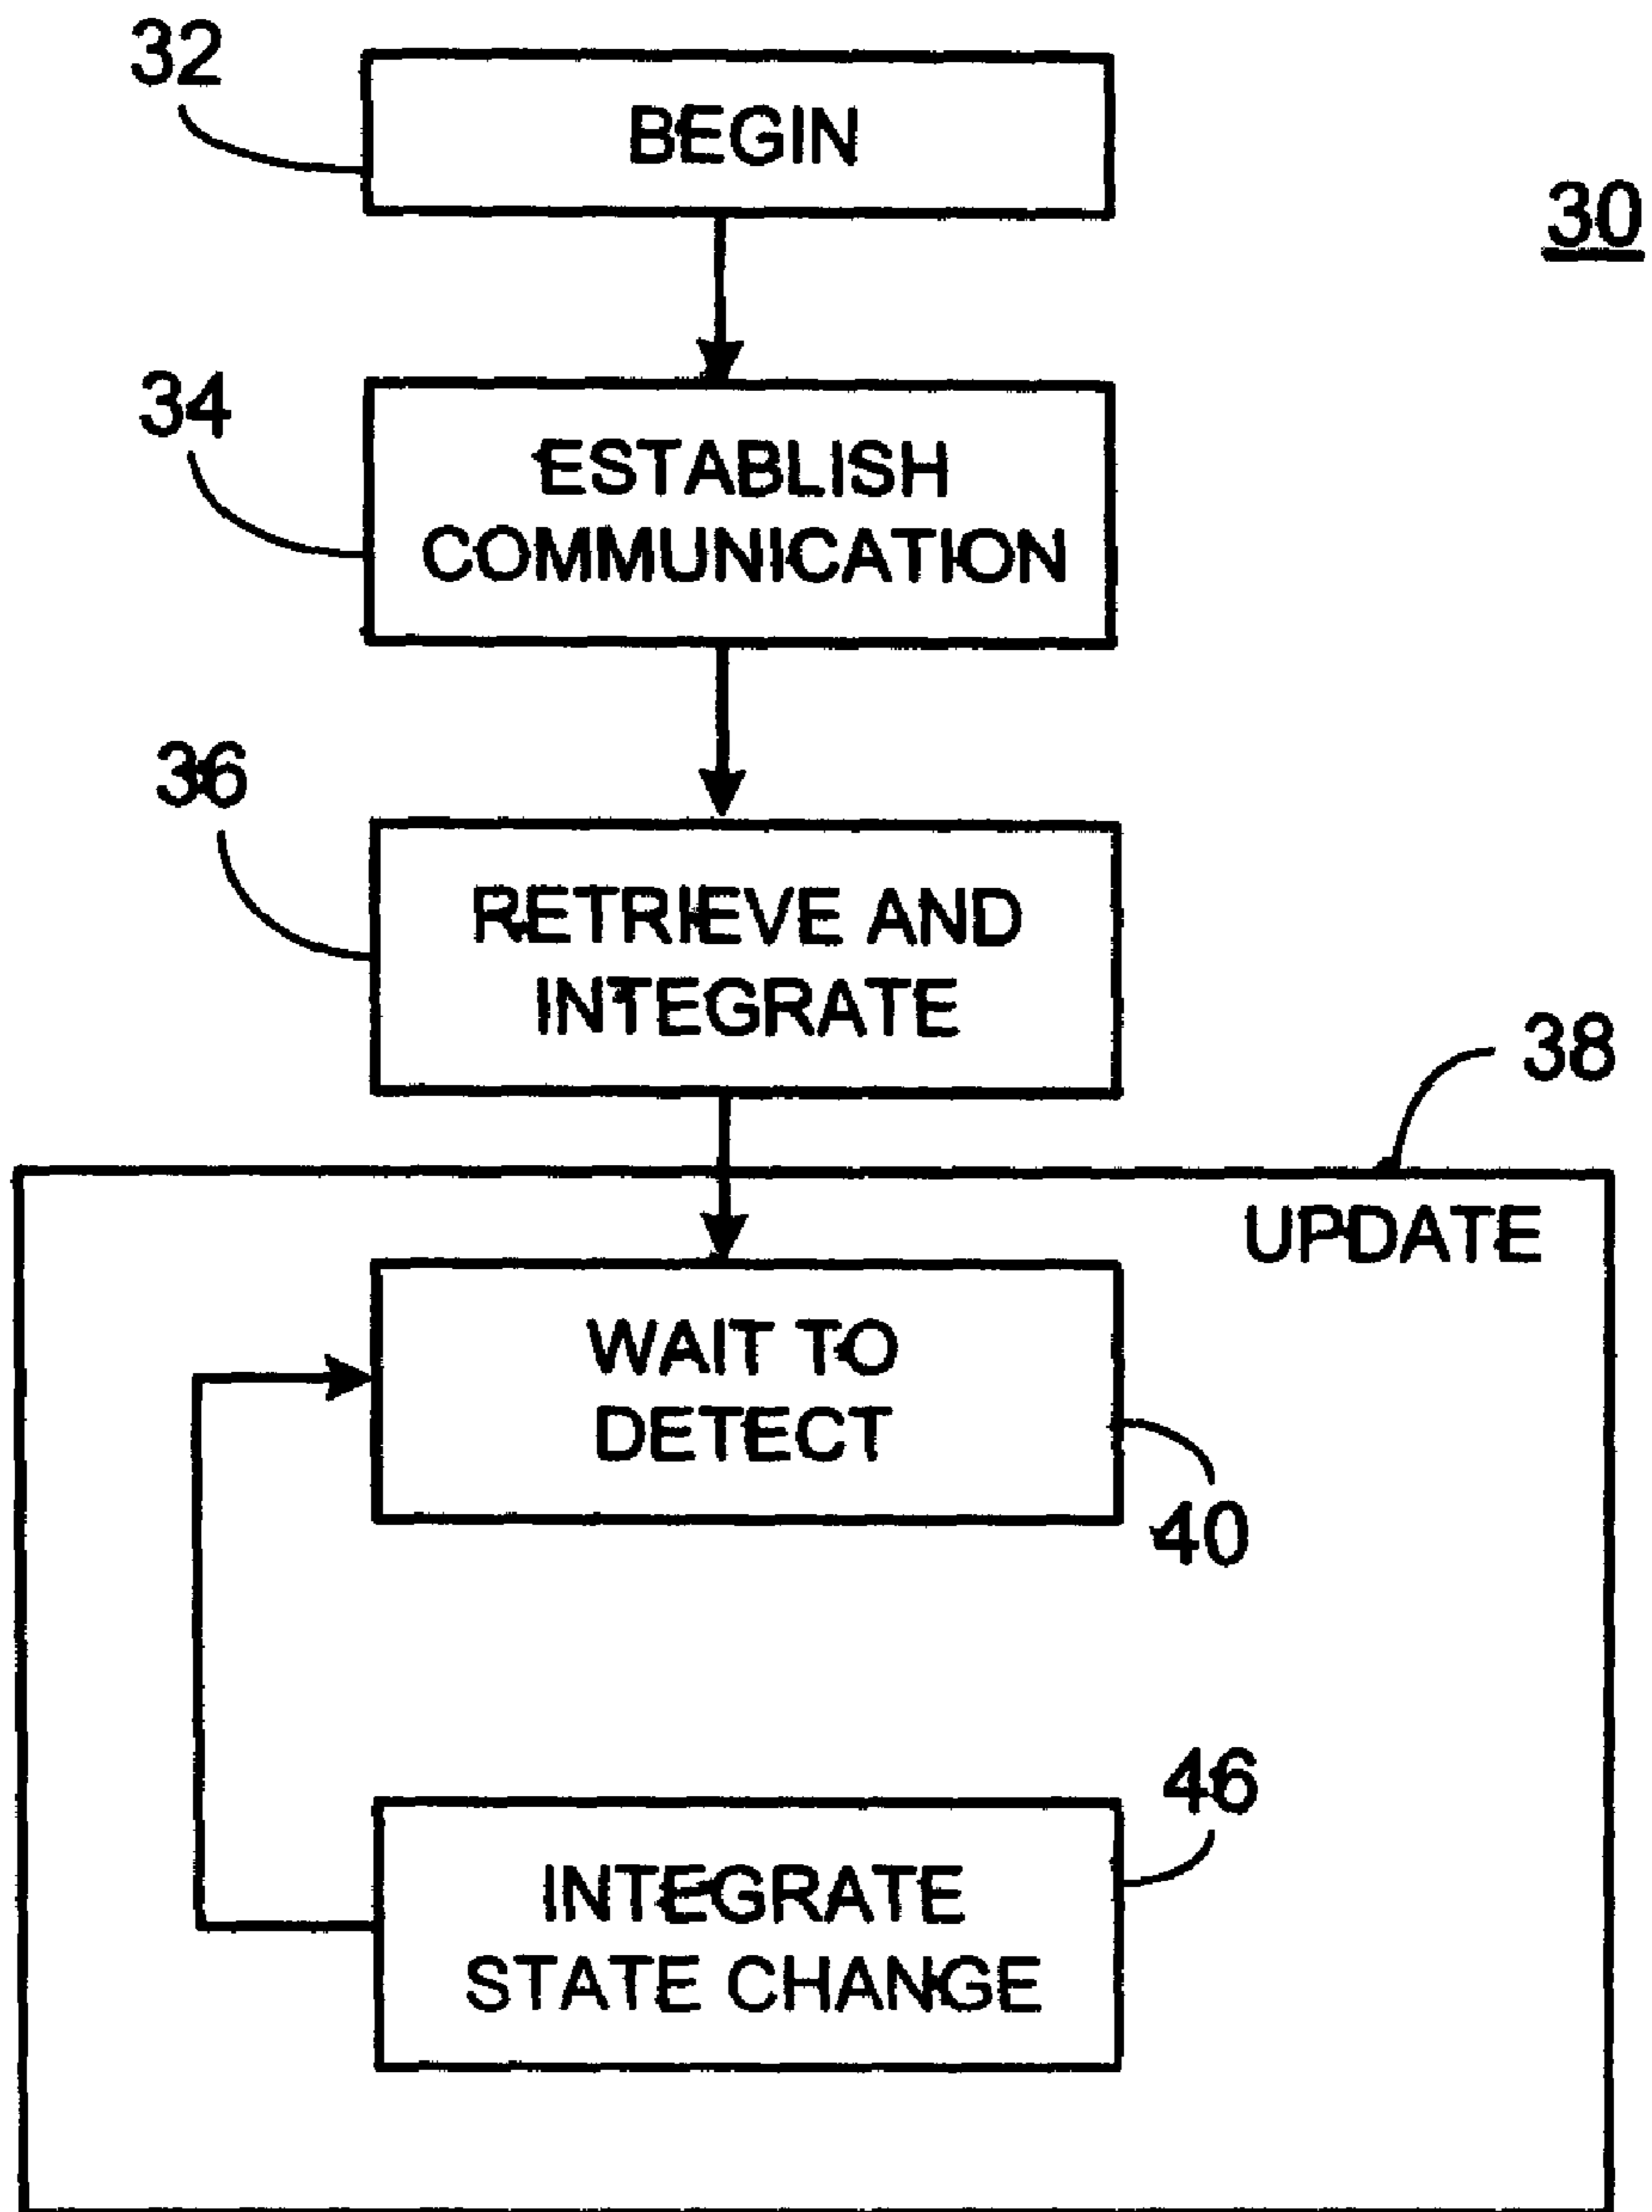 32
BEGIN
30
34
ESTABLISH
COMMUNICATION
36
RETRIEVE AND
INTEGRATE
38
UPDATE
WAIT TO
DETECT
40
46
INTEGRATE
STATE CHANGE